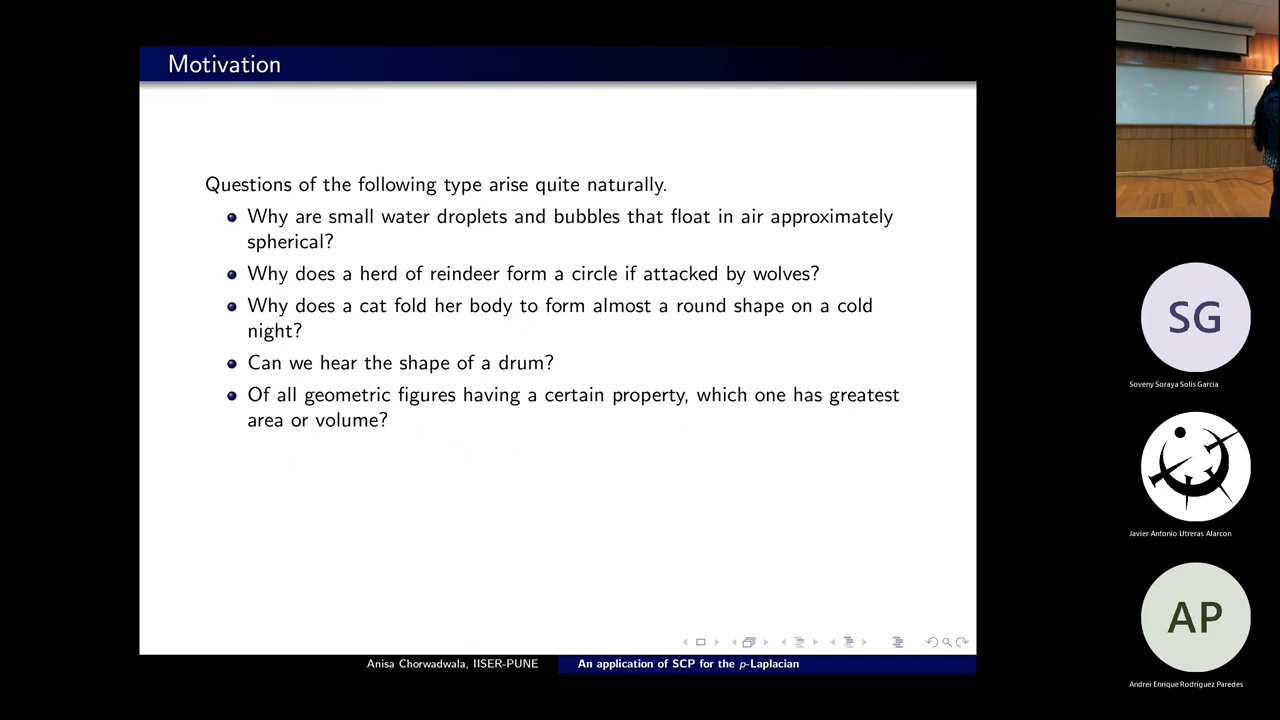 Motivation
Questions of the following type arise quite naturally.
Why are small water droplets and bubbles that float in air approximately
spherical?
Why does a herd of reindeer form a circle if attacked by wolves?
Why does a cat fold her body to form almost a round shape on a cold
night?
Can we hear the shape of a drum?
Of all geometric figures having a certain property, which one has greatest
area or volume?
Anisa Chorwadwala, IISER-PUNE
An application of SCP for the p-Laplacian
SG
Soveny Soraya Solis Garcia
Javier Antonio Utreras Alarcon
AP
Andrei Enrique Rodríguez Paredes